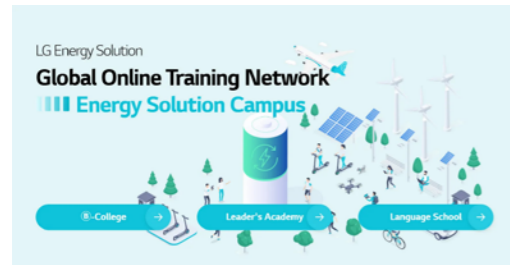 LG Energy Solution
Global Online Training Network
Energy Solution Campus
Ⓑ-College
Leader's Academy
Language School